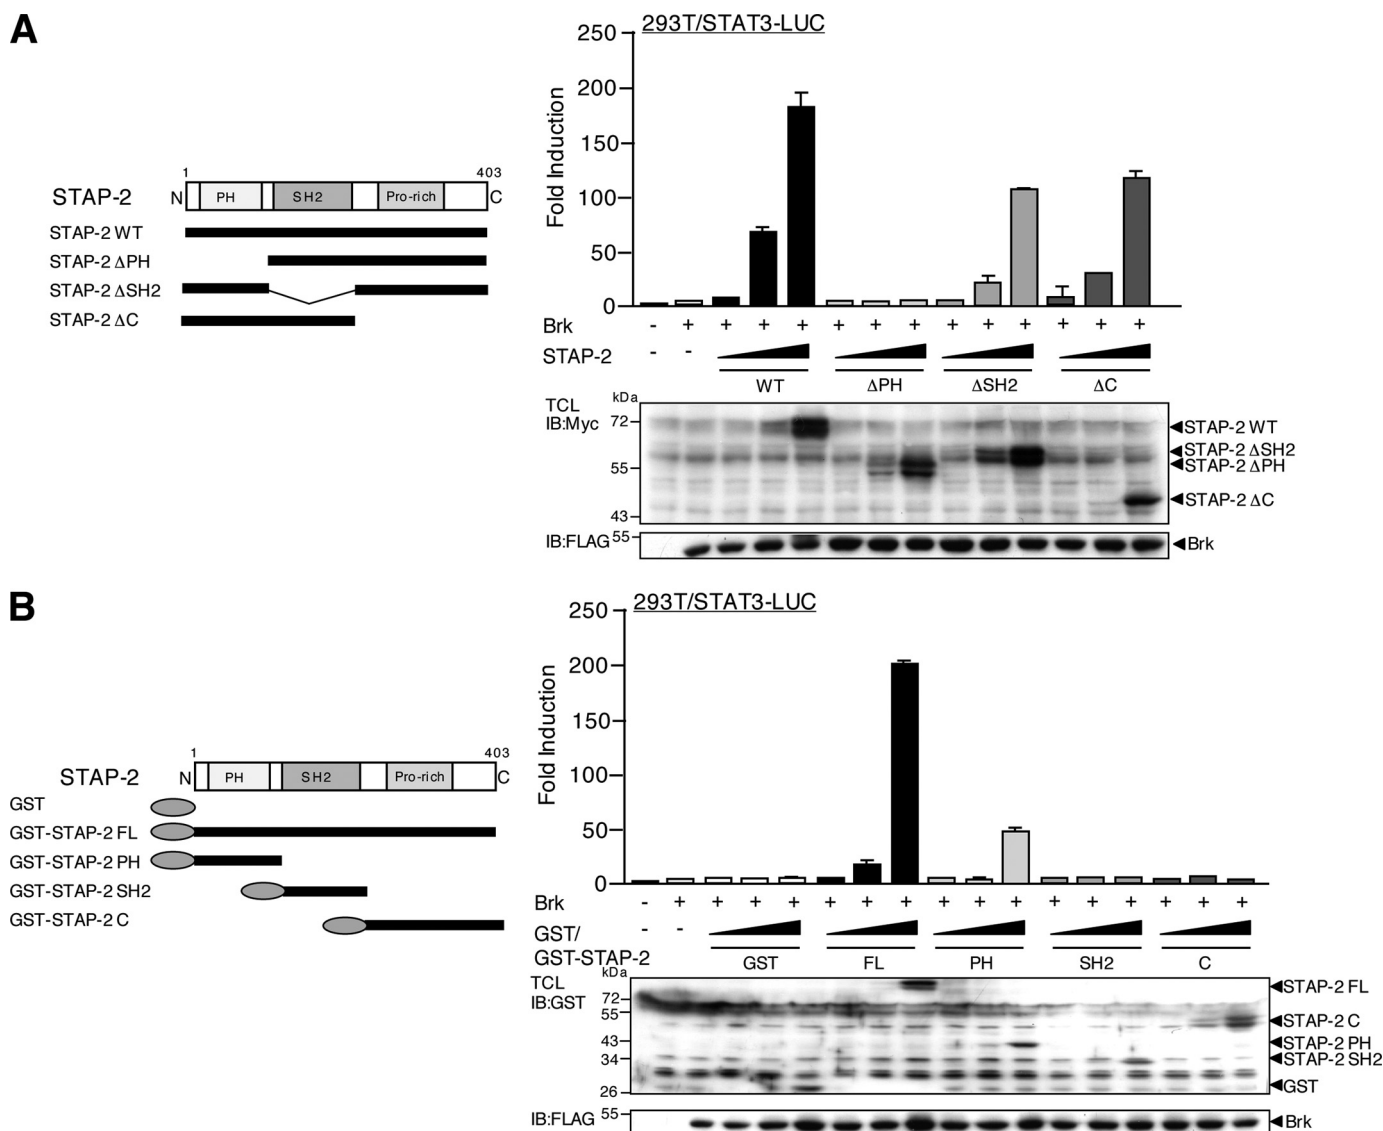 A
293T/STAT3-LUC
250
200
150
100
50
0
Fold Induction
1 403
STAP-2 N PH SH2 Pro-rich C
STAP-2 WT
STAP-2 ΔPH
STAP-2 ΔSH2
STAP-2 ΔC
Brk - + + + + + + + + + + + + +
STAP-2 - -
WT ΔPH ΔSH2 ΔC
TCL kDa
IB:Myc 72
55
43
STAP-2 WT
STAP-2 ΔSH2
STAP-2 ΔPH
STAP-2 ΔC
IB:FLAG 55 Brk
B
293T/STAT3-LUC
250
200
150
100
50
0
Fold Induction
1 403
STAP-2 N PH SH2 Pro-rich C
GST
GST-STAP-2 FL
GST-STAP-2 PH
GST-STAP-2 SH2
GST-STAP-2 C
Brk - + + + + + + + + + + + + + + + +
GST/ - -
GST-STAP-2 GST FL PH SH2 C
TCL kDa
IB:GST 72
55
43
34
26
STAP-2 FL
STAP-2 C
STAP-2 PH
STAP-2 SH2
GST
IB:FLAG 55 Brk